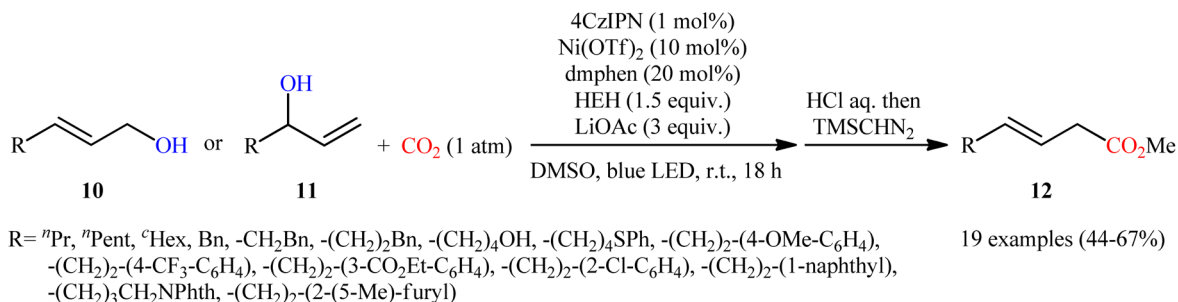 4CzIPN (1 mol%)
Ni(OTf)₂ (10 mol%)
dmphen (20 mol%)
HEH (1.5 equiv.)
LiOAc (3 equiv.)
DMSO, blue LED, r.t., 18 h
HCl aq. then
TMSCHN₂
R OH or R OH + CO₂ (1 atm) R CO₂Me
10 11 12
R= ⁿPr, ⁿPent, ᶜHex, Bn, -CH₂Bn, -(CH₂)₂Bn, -(CH₂)₄OH, -(CH₂)₄SPh, -(CH₂)₂-(4-OMe-C₆H₄),
-(CH₂)₂-(4-CF₃-C₆H₄), -(CH₂)₂-(3-CO₂Et-C₆H₄), -(CH₂)₂-(2-Cl-C₆H₄), -(CH₂)₂-(1-naphthyl),
-(CH₂)₃CH₂NPhth, -(CH₂)₂-(2-(5-Me)-furyl)
19 examples (44-67%)